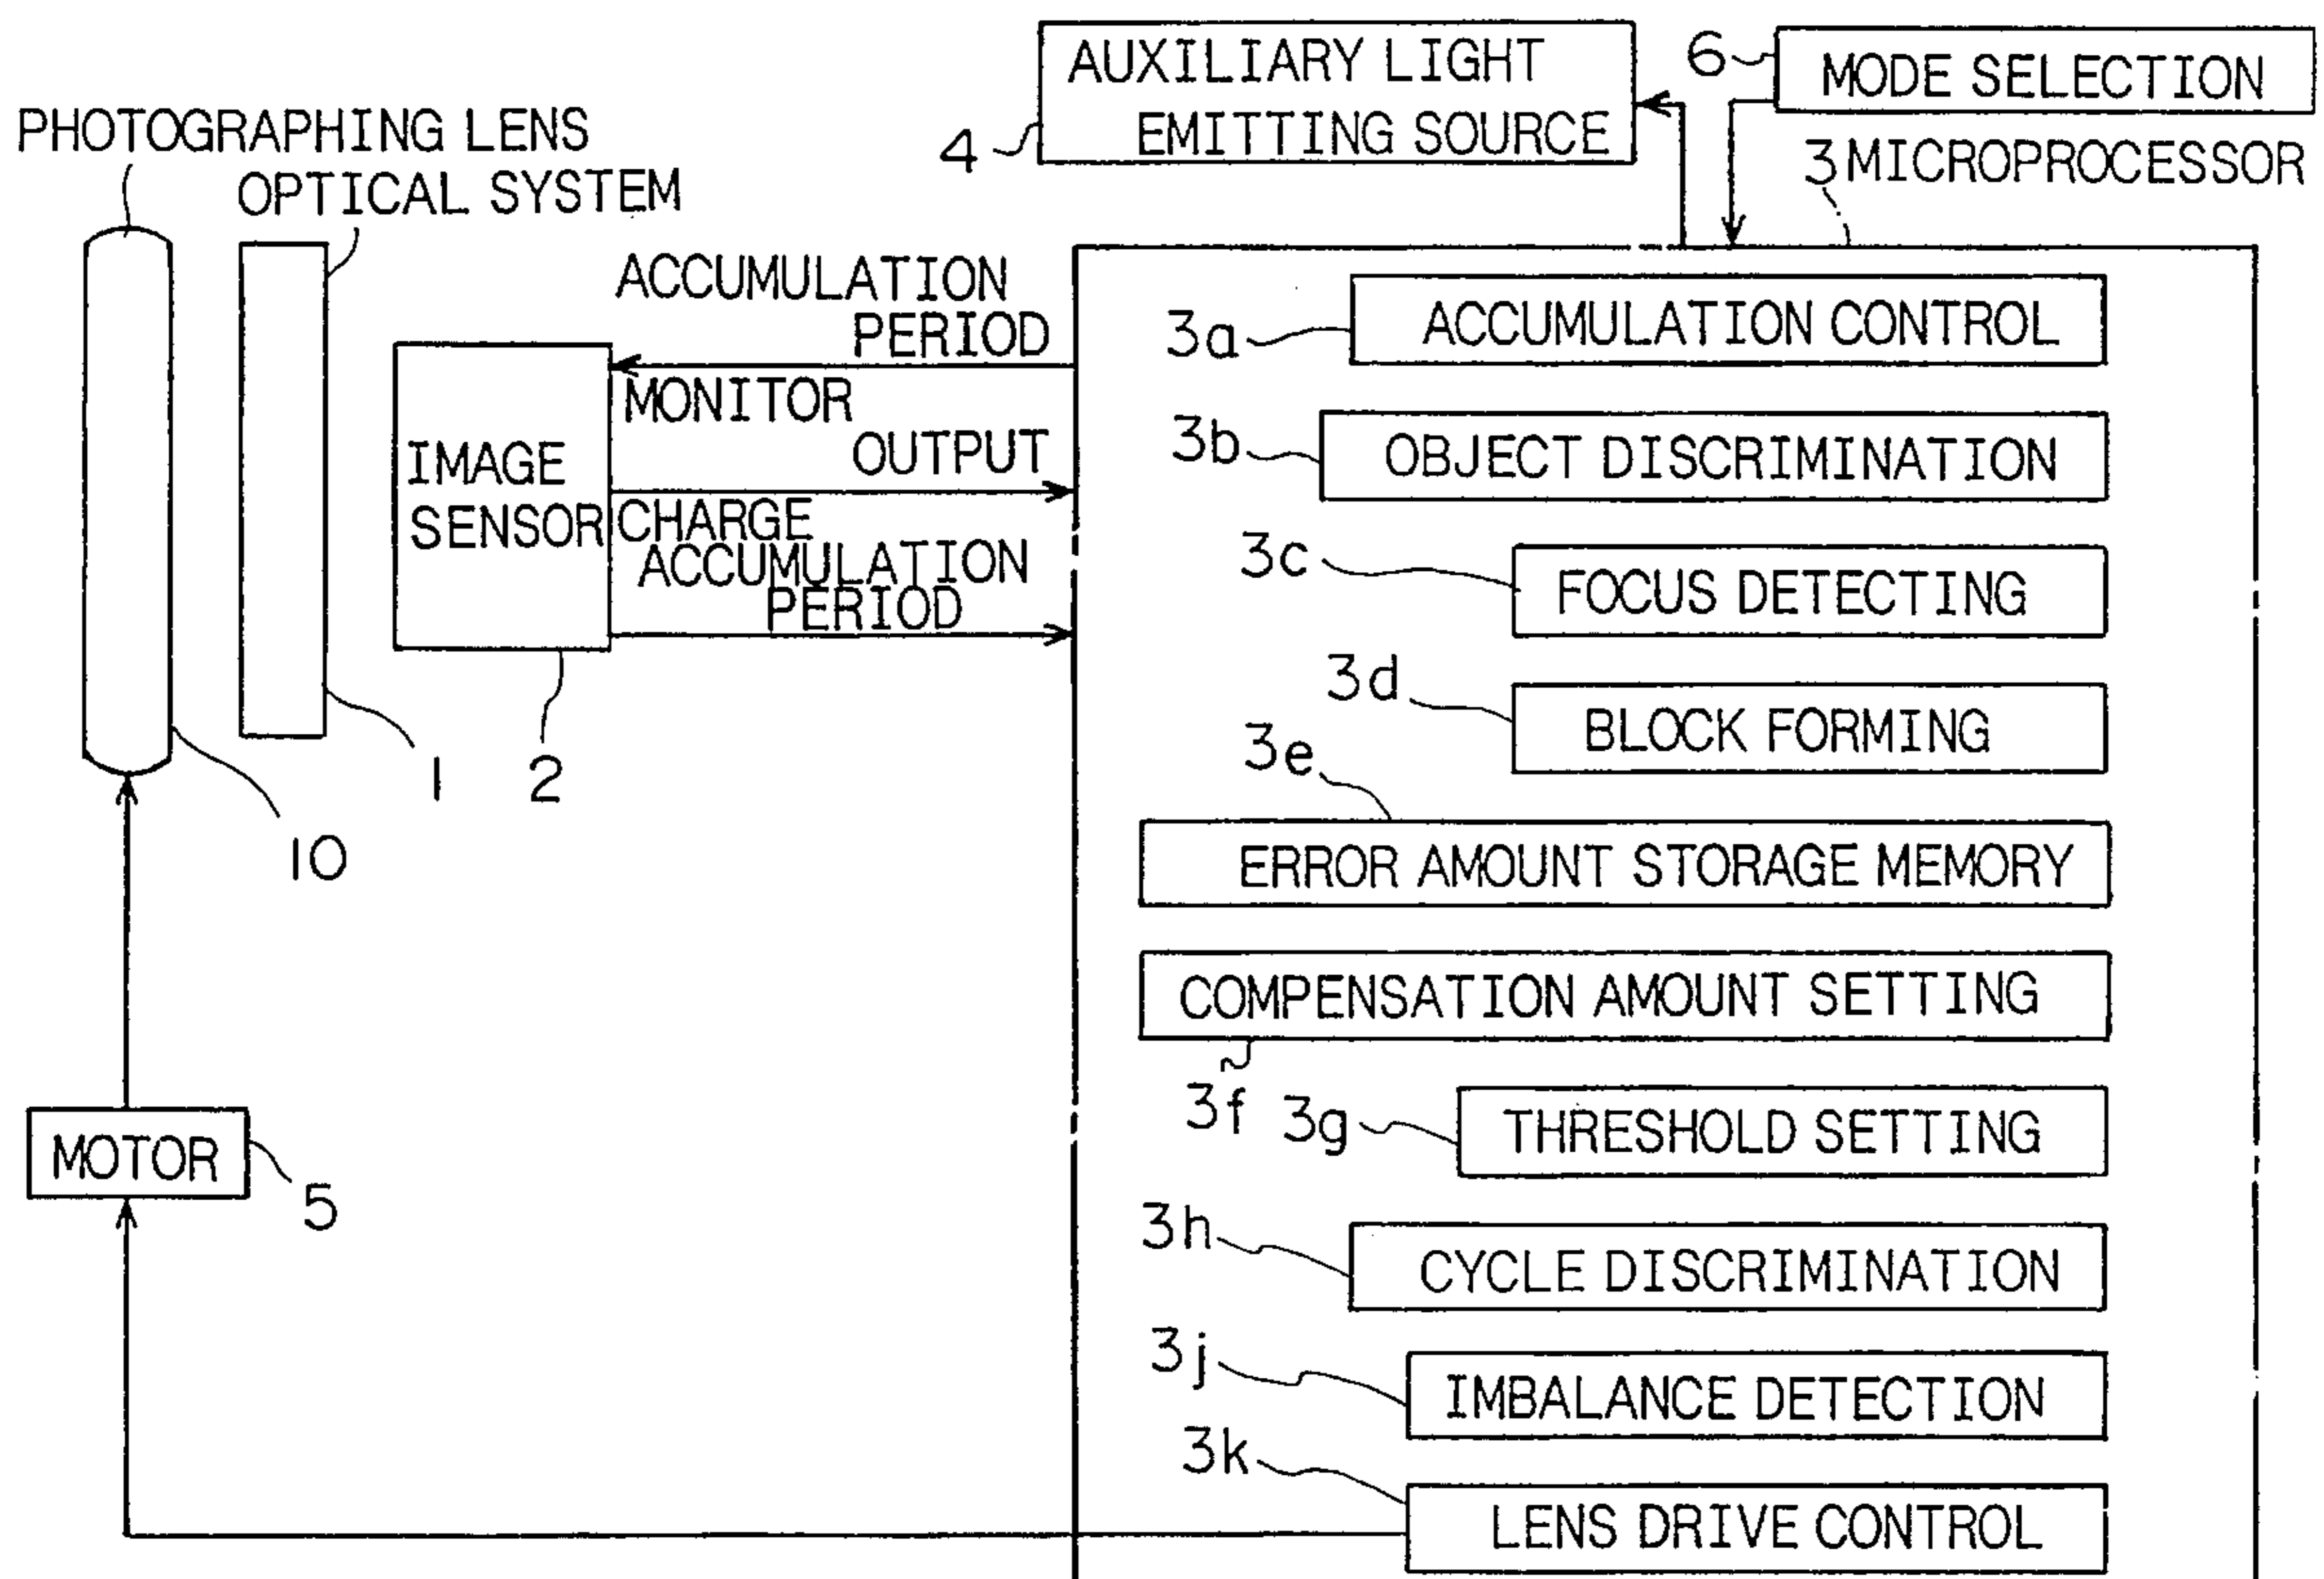 AUXILIARY LIGHT
EMITTING SOURCE
4
6
MODE SELECTION
3 MICROPROCESSOR
PHOTOGRAPHING LENS
OPTICAL SYSTEM
ACCUMULATION
PERIOD
MONITOR
OUTPUT
IMAGE
SENSOR
CHARGE
ACCUMULATION
PERIOD
1
2
10
MOTOR
5
3a
ACCUMULATION CONTROL
3b
OBJECT DISCRIMINATION
3c
FOCUS DETECTING
3d
BLOCK FORMING
3e
ERROR AMOUNT STORAGE MEMORY
COMPENSATION AMOUNT SETTING
3f
3g
THRESHOLD SETTING
3h
CYCLE DISCRIMINATION
3j
IMBALANCE DETECTION
3k
LENS DRIVE CONTROL